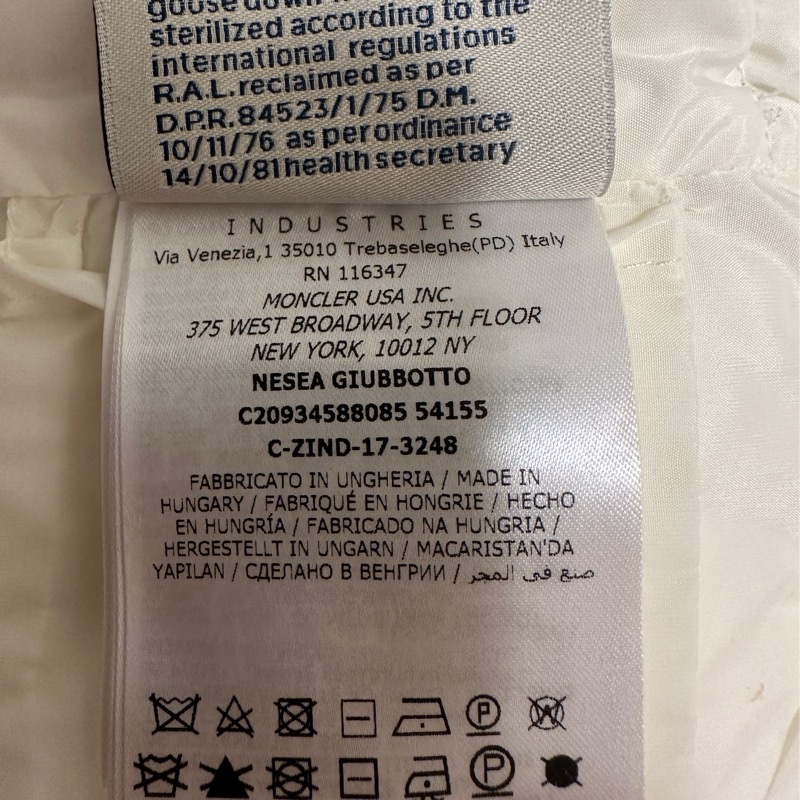 goose down
sterilized according to the
international regulations
R.A.L. reclaimed as per
D.P.R. 84523/1/75 D.M.
10/11/76 as per ordinance
14/10/81 health secretary
INDUSTRIES
Via Venezia,1 35010 Trebaseleghe(PD) Italy
RN 116347
MONCLER USA INC.
375 WEST BROADWAY, 5TH FLOOR
NEW YORK, 10012 NY
NESEA GIUBBOTTO
C20934588085 54155
C-ZIND-17-3248
FABBRICATO IN UNGHERIA / MADE IN
HUNGARY / FABRIQUÉ EN HONGRIE / HECHO
EN HUNGRÍA / FABRICADO NA HUNGRIA /
HERGESTELLT IN UNGARN / MACARISTAN'DA
YAPILAN / СДЕЛАНО В ВЕНГРИИ / صنع في المجر
P W
P